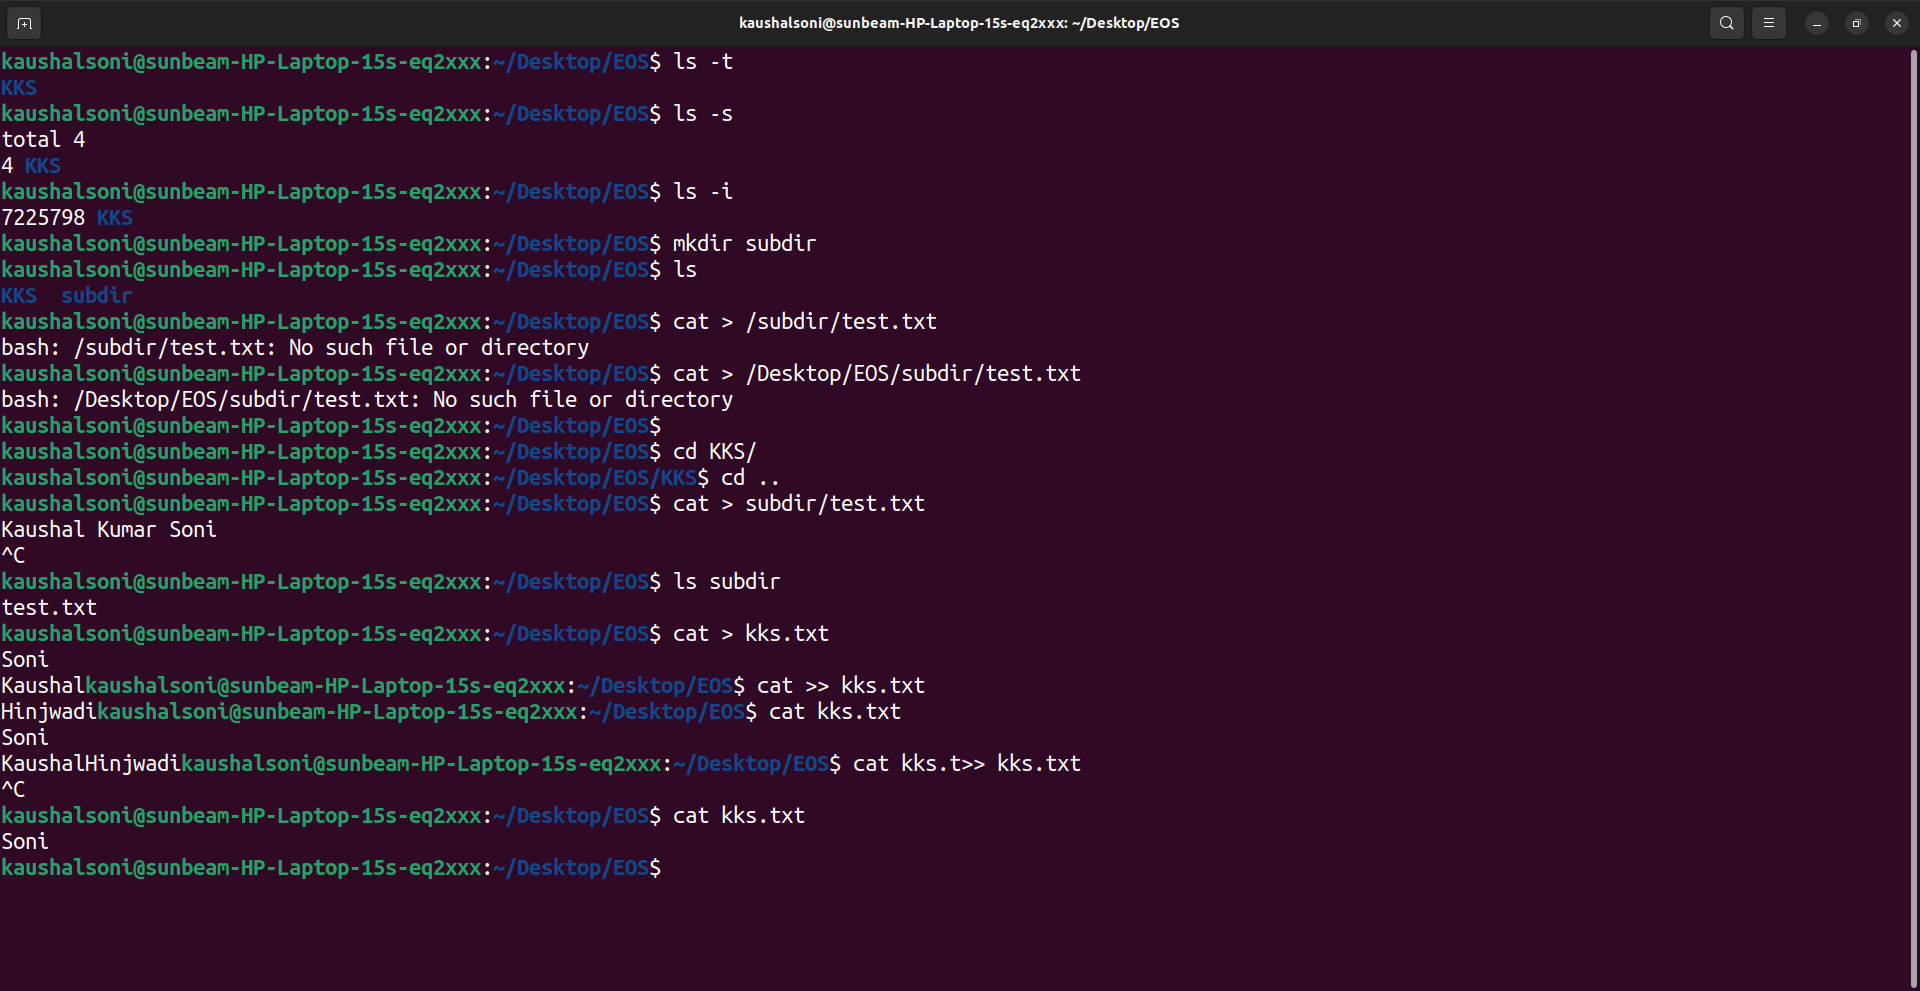 kaushalsoni@sunbeam-HP-Laptop-15s-eq2xxx: ~/Desktop/EOS
kaushalsoni@sunbeam-HP-Laptop-15s-eq2xxx:~/Desktop/EOS$ ls -t
KKS
kaushalsoni@sunbeam-HP-Laptop-15s-eq2xxx:~/Desktop/EOS$ ls -s
total 4
4 KKS
kaushalsoni@sunbeam-HP-Laptop-15s-eq2xxx:~/Desktop/EOS$ ls -i
7225798 KKS
kaushalsoni@sunbeam-HP-Laptop-15s-eq2xxx:~/Desktop/EOS$ mkdir subdir
kaushalsoni@sunbeam-HP-Laptop-15s-eq2xxx:~/Desktop/EOS$ ls
KKS  subdir
kaushalsoni@sunbeam-HP-Laptop-15s-eq2xxx:~/Desktop/EOS$ cat > /subdir/test.txt
bash: /subdir/test.txt: No such file or directory
kaushalsoni@sunbeam-HP-Laptop-15s-eq2xxx:~/Desktop/EOS$ cat > /Desktop/EOS/subdir/test.txt
bash: /Desktop/EOS/subdir/test.txt: No such file or directory
kaushalsoni@sunbeam-HP-Laptop-15s-eq2xxx:~/Desktop/EOS$
kaushalsoni@sunbeam-HP-Laptop-15s-eq2xxx:~/Desktop/EOS$ cd KKS/
kaushalsoni@sunbeam-HP-Laptop-15s-eq2xxx:~/Desktop/EOS/KKS$ cd ..
kaushalsoni@sunbeam-HP-Laptop-15s-eq2xxx:~/Desktop/EOS$ cat > subdir/test.txt
Kaushal Kumar Soni
^C
kaushalsoni@sunbeam-HP-Laptop-15s-eq2xxx:~/Desktop/EOS$ ls subdir
test.txt
kaushalsoni@sunbeam-HP-Laptop-15s-eq2xxx:~/Desktop/EOS$ cat > kks.txt
Soni
Kaushalkaushalsoni@sunbeam-HP-Laptop-15s-eq2xxx:~/Desktop/EOS$ cat >> kks.txt
Hinjwadikaushalsoni@sunbeam-HP-Laptop-15s-eq2xxx:~/Desktop/EOS$ cat kks.txt
Soni
KaushalHinjwadikaushalsoni@sunbeam-HP-Laptop-15s-eq2xxx:~/Desktop/EOS$ cat kks.t>> kks.txt
^C
kaushalsoni@sunbeam-HP-Laptop-15s-eq2xxx:~/Desktop/EOS$ cat kks.txt
Soni
kaushalsoni@sunbeam-HP-Laptop-15s-eq2xxx:~/Desktop/EOS$